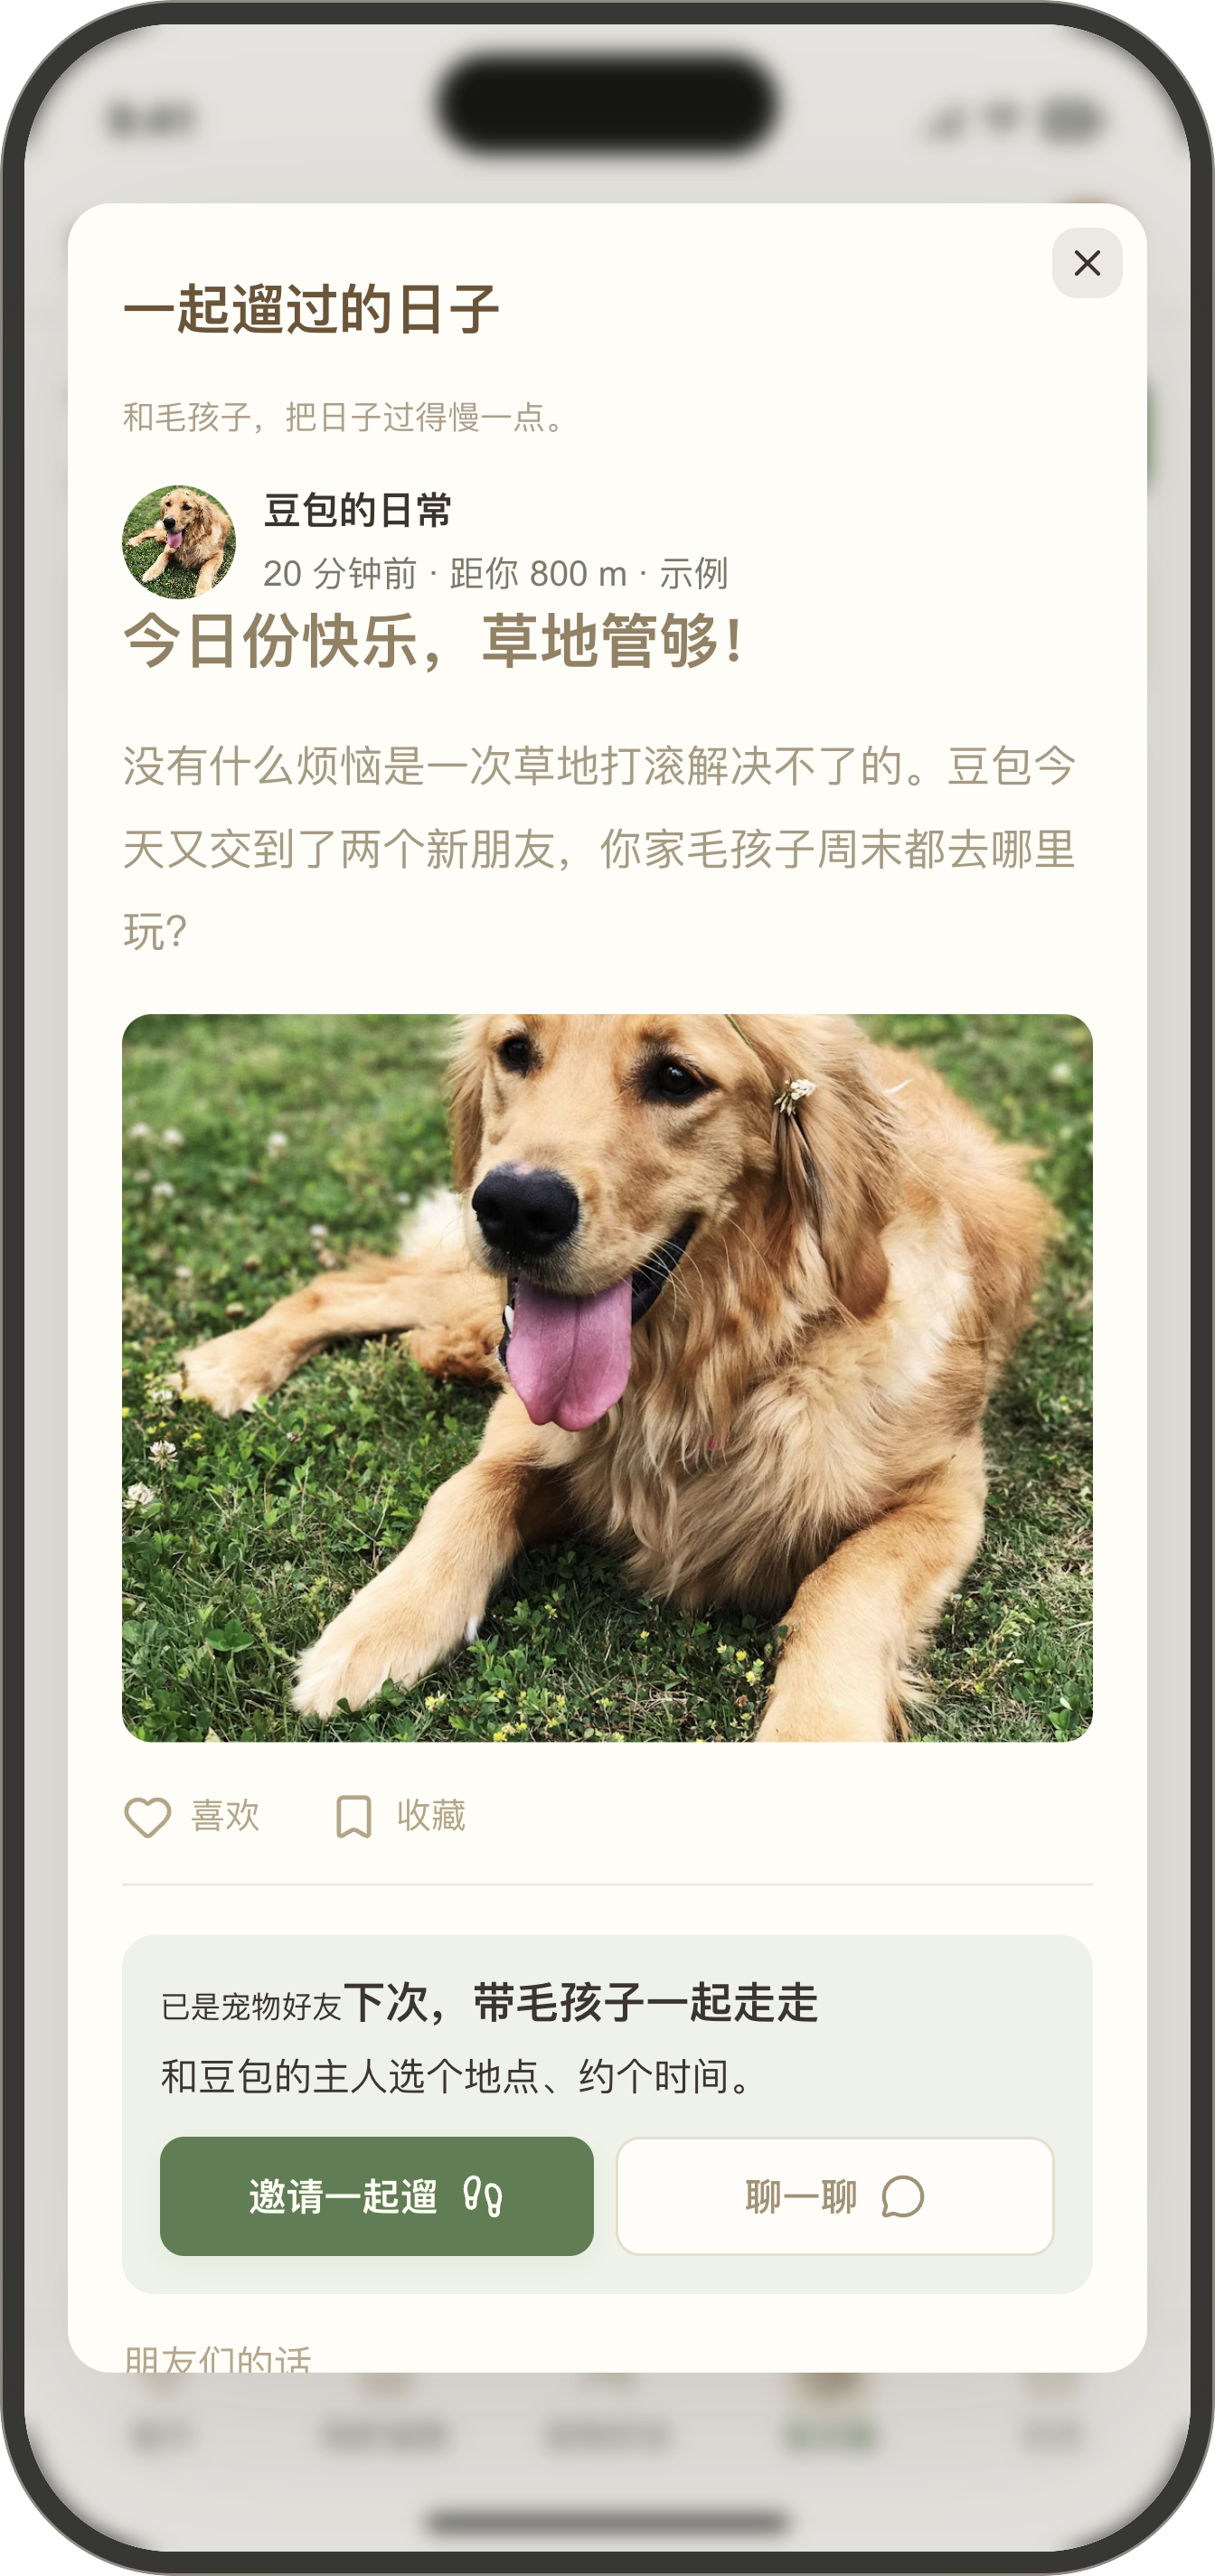 一起遛过的日子
和毛孩子，把日子过得慢一点。
豆包的日常
20 分钟前 · 距你 800 m · 示例
今日份快乐，草地管够！
没有什么烦恼是一次草地打滚解决不了的。豆包今
天又交到了两个新朋友，你家毛孩子周末都去哪里
玩？
喜欢 收藏
已是宠物好友下次，带毛孩子一起走走
和豆包的主人选个地点、约个时间。
邀请一起遛 聊一聊
朋友们的话